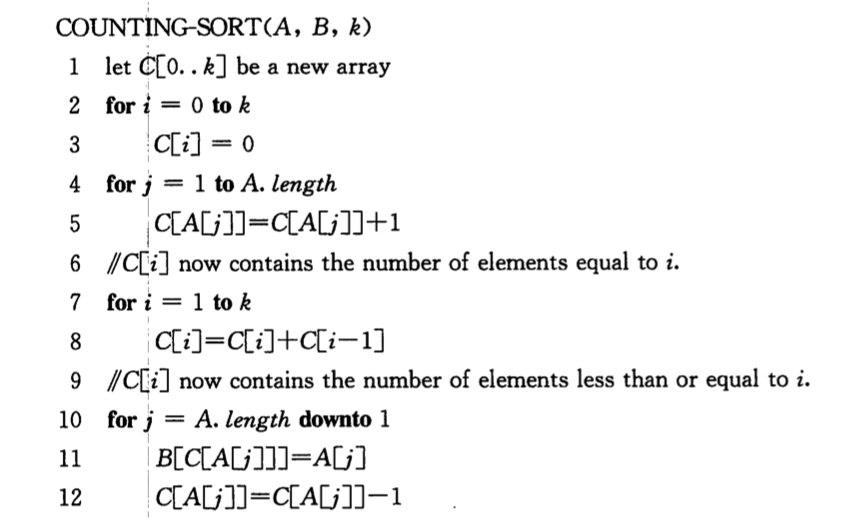 COUNTING-SORT(A, B, k)
1 let C[0..k] be a new array
2 for i = 0 to k
3 C[i] = 0
4 for j = 1 to A. length
5 C[A[j]]=C[A[j]]+1
6 //C[i] now contains the number of elements equal to i.
7 for i = 1 to k
8 C[i]=C[i]+C[i-1]
9 //C[i] now contains the number of elements less than or equal to i.
10 for j = A. length downto 1
11 B[C[A[j]]]=A[j]
12 C[A[j]]=C[A[j]]-1